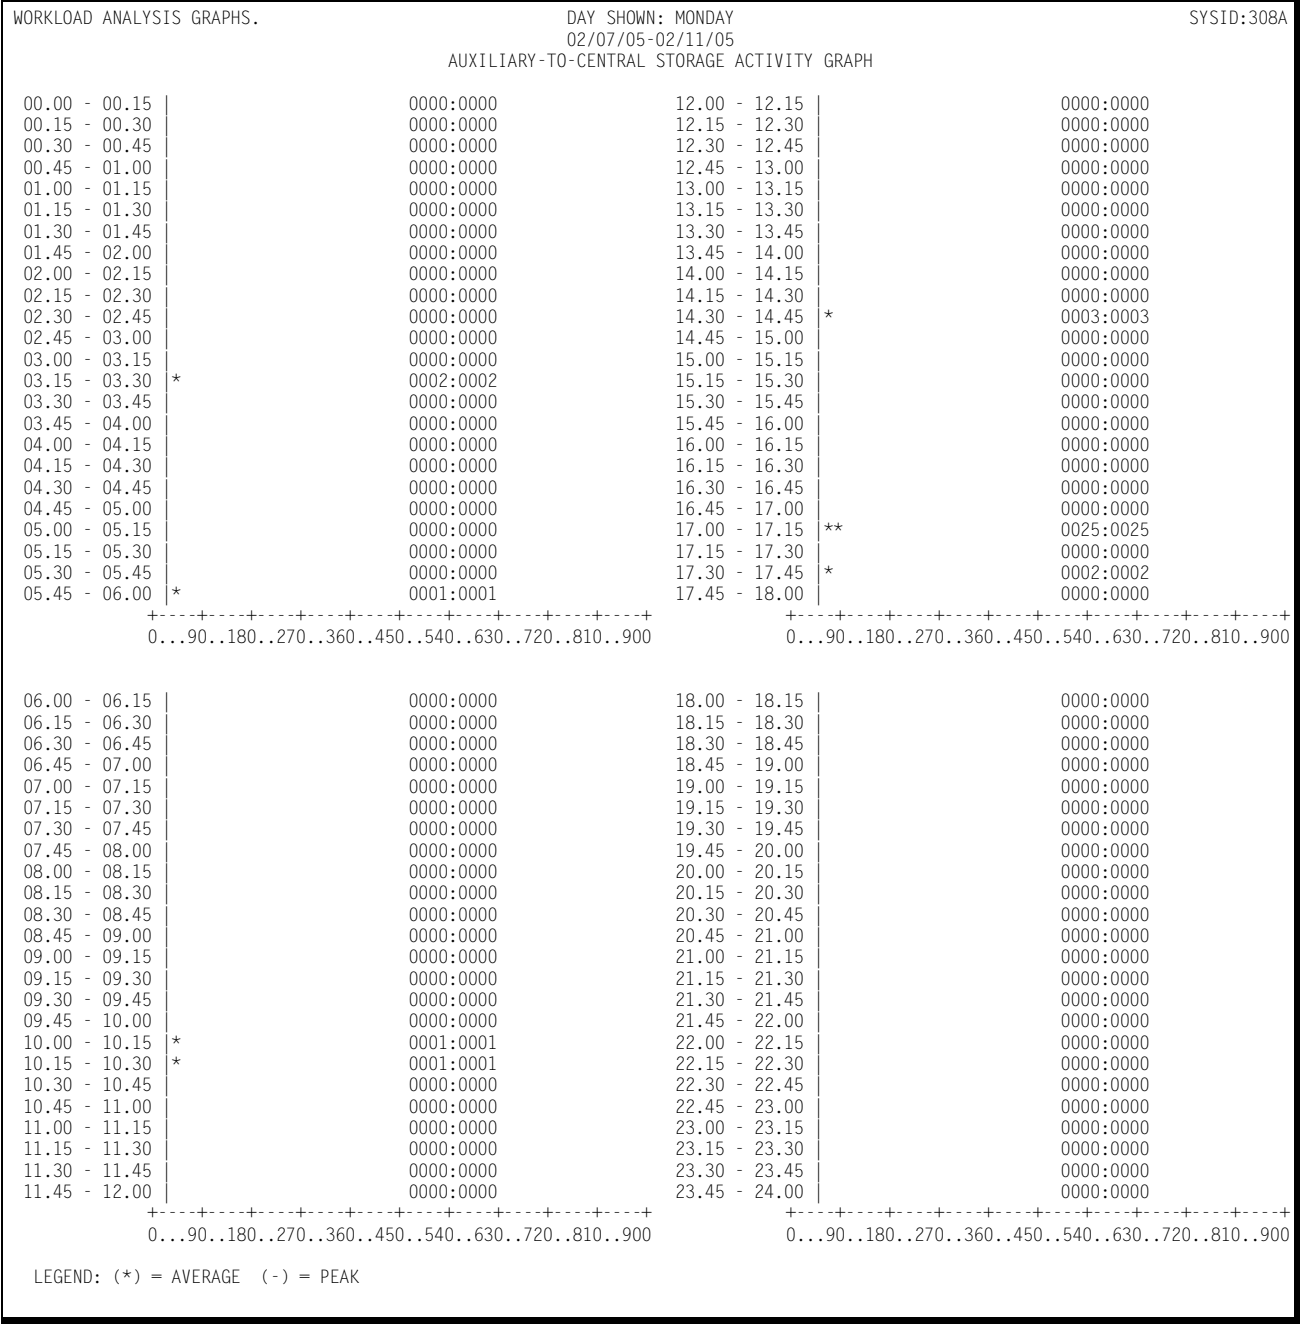 WORKLOAD ANALYSIS GRAPHS. DAY SHOWN: MONDAY SYSID:308A
02/07/05-02/11/05
AUXILIARY-TO-CENTRAL STORAGE ACTIVITY GRAPH
00.00 - 00.15 | 0000:0000 12.00 - 12.15 | 0000:0000
00.15 - 00.30 | 0000:0000 12.15 - 12.30 | 0000:0000
00.30 - 00.45 | 0000:0000 12.30 - 12.45 | 0000:0000
00.45 - 01.00 | 0000:0000 12.45 - 13.00 | 0000:0000
01.00 - 01.15 | 0000:0000 13.00 - 13.15 | 0000:0000
01.15 - 01.30 | 0000:0000 13.15 - 13.30 | 0000:0000
01.30 - 01.45 | 0000:0000 13.30 - 13.45 | 0000:0000
01.45 - 02.00 | 0000:0000 13.45 - 14.00 | 0000:0000
02.00 - 02.15 | 0000:0000 14.00 - 14.15 | 0000:0000
02.15 - 02.30 | 0000:0000 14.15 - 14.30 | 0000:0000
02.30 - 02.45 | 0000:0000 14.30 - 14.45 |* 0003:0003
02.45 - 03.00 | 0000:0000 14.45 - 15.00 | 0000:0000
03.00 - 03.15 | 0000:0000 15.00 - 15.15 | 0000:0000
03.15 - 03.30 |* 0002:0002 15.15 - 15.30 | 0000:0000
03.30 - 03.45 | 0000:0000 15.30 - 15.45 | 0000:0000
03.45 - 04.00 | 0000:0000 15.45 - 16.00 | 0000:0000
04.00 - 04.15 | 0000:0000 16.00 - 16.15 | 0000:0000
04.15 - 04.30 | 0000:0000 16.15 - 16.30 | 0000:0000
04.30 - 04.45 | 0000:0000 16.30 - 16.45 | 0000:0000
04.45 - 05.00 | 0000:0000 16.45 - 17.00 | 0000:0000
05.00 - 05.15 | 0000:0000 17.00 - 17.15 |** 0025:0025
05.15 - 05.30 | 0000:0000 17.15 - 17.30 | 0000:0000
05.30 - 05.45 | 0000:0000 17.30 - 17.45 |* 0002:0002
05.45 - 06.00 |* 0001:0001 17.45 - 18.00 | 0000:0000
+----+----+----+----+----+----+----+----+----+----+ +----+----+----+----+----+----+----+----+----+----+
0...90..180..270..360..450..540..630..720..810..900 0...90..180..270..360..450..540..630..720..810..900
06.00 - 06.15 | 0000:0000 18.00 - 18.15 | 0000:0000
06.15 - 06.30 | 0000:0000 18.15 - 18.30 | 0000:0000
06.30 - 06.45 | 0000:0000 18.30 - 18.45 | 0000:0000
06.45 - 07.00 | 0000:0000 18.45 - 19.00 | 0000:0000
07.00 - 07.15 | 0000:0000 19.00 - 19.15 | 0000:0000
07.15 - 07.30 | 0000:0000 19.15 - 19.30 | 0000:0000
07.30 - 07.45 | 0000:0000 19.30 - 19.45 | 0000:0000
07.45 - 08.00 | 0000:0000 19.45 - 20.00 | 0000:0000
08.00 - 08.15 | 0000:0000 20.00 - 20.15 | 0000:0000
08.15 - 08.30 | 0000:0000 20.15 - 20.30 | 0000:0000
08.30 - 08.45 | 0000:0000 20.30 - 20.45 | 0000:0000
08.45 - 09.00 | 0000:0000 20.45 - 21.00 | 0000:0000
09.00 - 09.15 | 0000:0000 21.00 - 21.15 | 0000:0000
09.15 - 09.30 | 0000:0000 21.15 - 21.30 | 0000:0000
09.30 - 09.45 | 0000:0000 21.30 - 21.45 | 0000:0000
09.45 - 10.00 | 0000:0000 21.45 - 22.00 | 0000:0000
10.00 - 10.15 |* 0001:0001 22.00 - 22.15 | 0000:0000
10.15 - 10.30 |* 0001:0001 22.15 - 22.30 | 0000:0000
10.30 - 10.45 | 0000:0000 22.30 - 22.45 | 0000:0000
10.45 - 11.00 | 0000:0000 22.45 - 23.00 | 0000:0000
11.00 - 11.15 | 0000:0000 23.00 - 23.15 | 0000:0000
11.15 - 11.30 | 0000:0000 23.15 - 23.30 | 0000:0000
11.30 - 11.45 | 0000:0000 23.30 - 23.45 | 0000:0000
11.45 - 12.00 | 0000:0000 23.45 - 24.00 | 0000:0000
+----+----+----+----+----+----+----+----+----+----+ +----+----+----+----+----+----+----+----+----+----+
0...90..180..270..360..450..540..630..720..810..900 0...90..180..270..360..450..540..630..720..810..900
LEGEND: (*) = AVERAGE (-) = PEAK